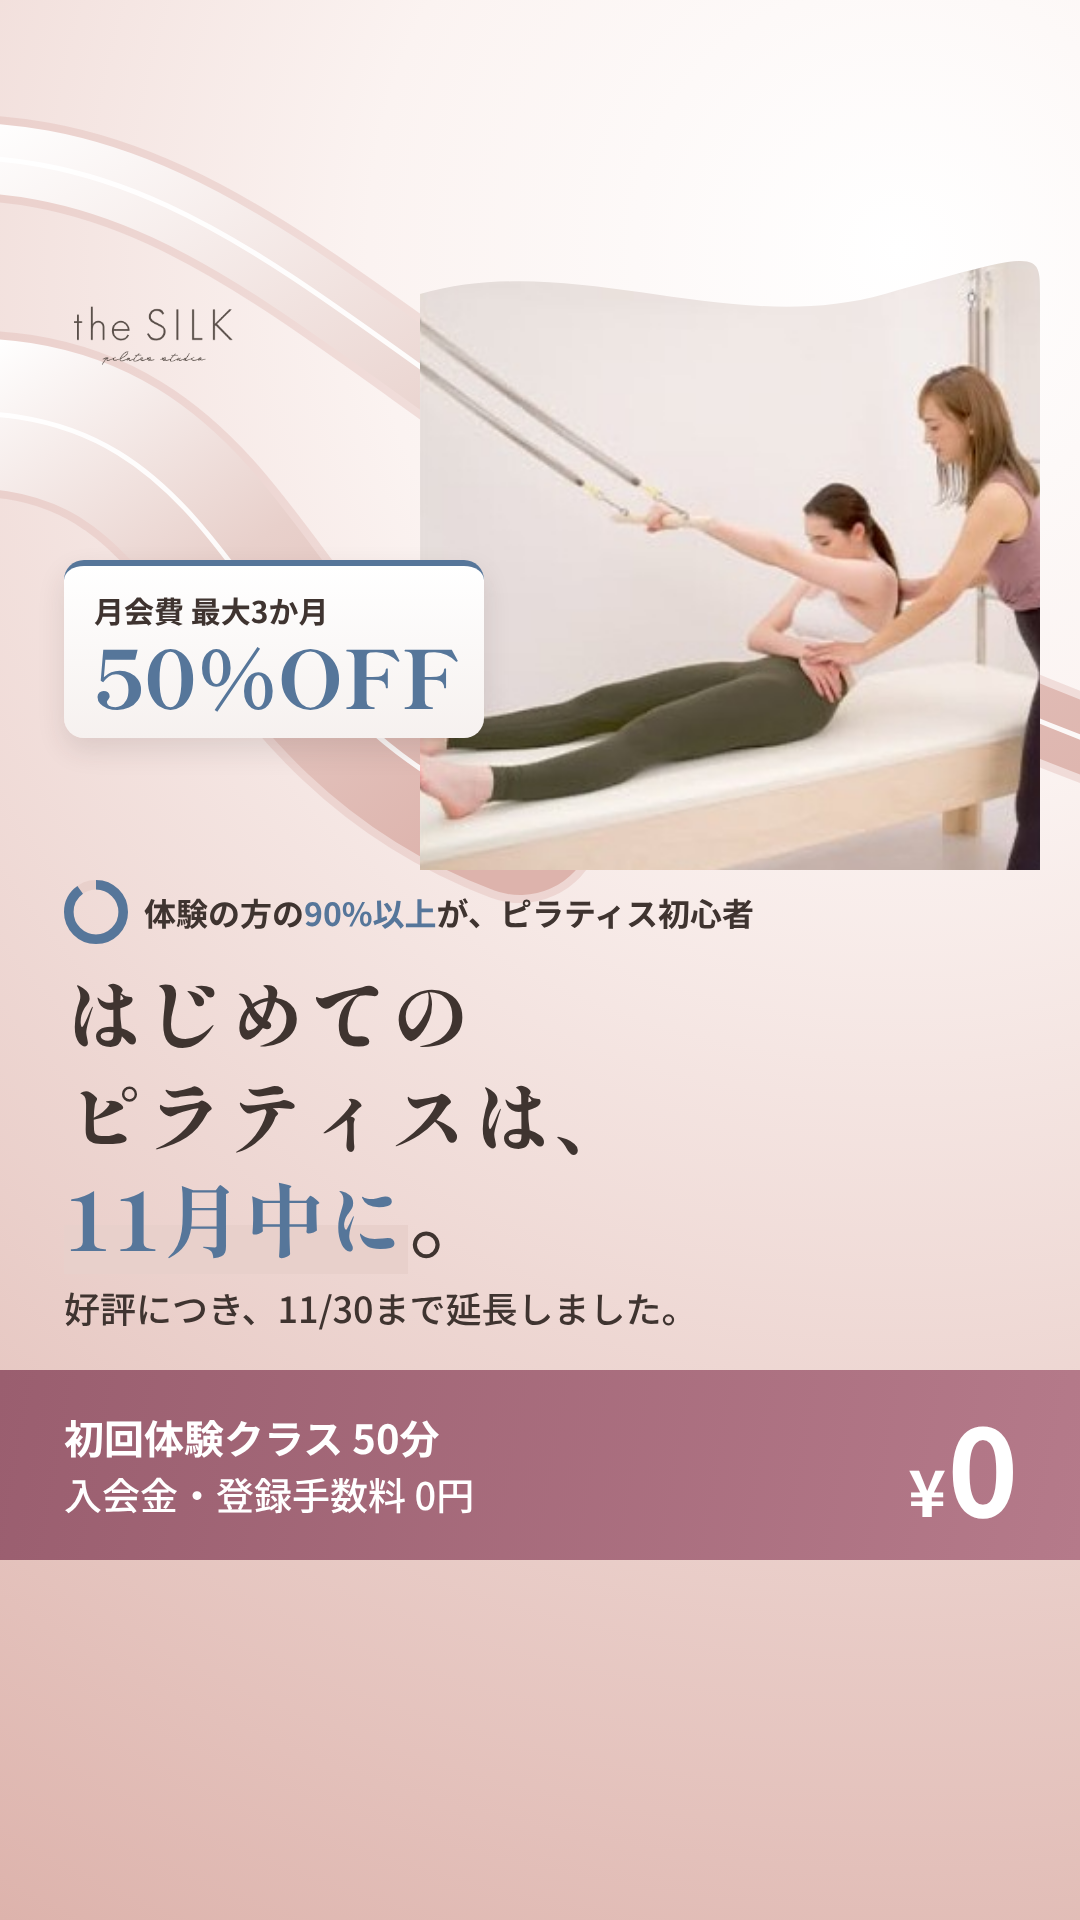 the SILK
pilates studio
月会費 最大3か月
50%OFF
体験の方の90%以上が、ピラティス初心者
はじめての
ピラティスは、
11月中に。
好評につき、11/30まで延長しました。
初回体験クラス 50分
入会金・登録手数料 0円
¥0